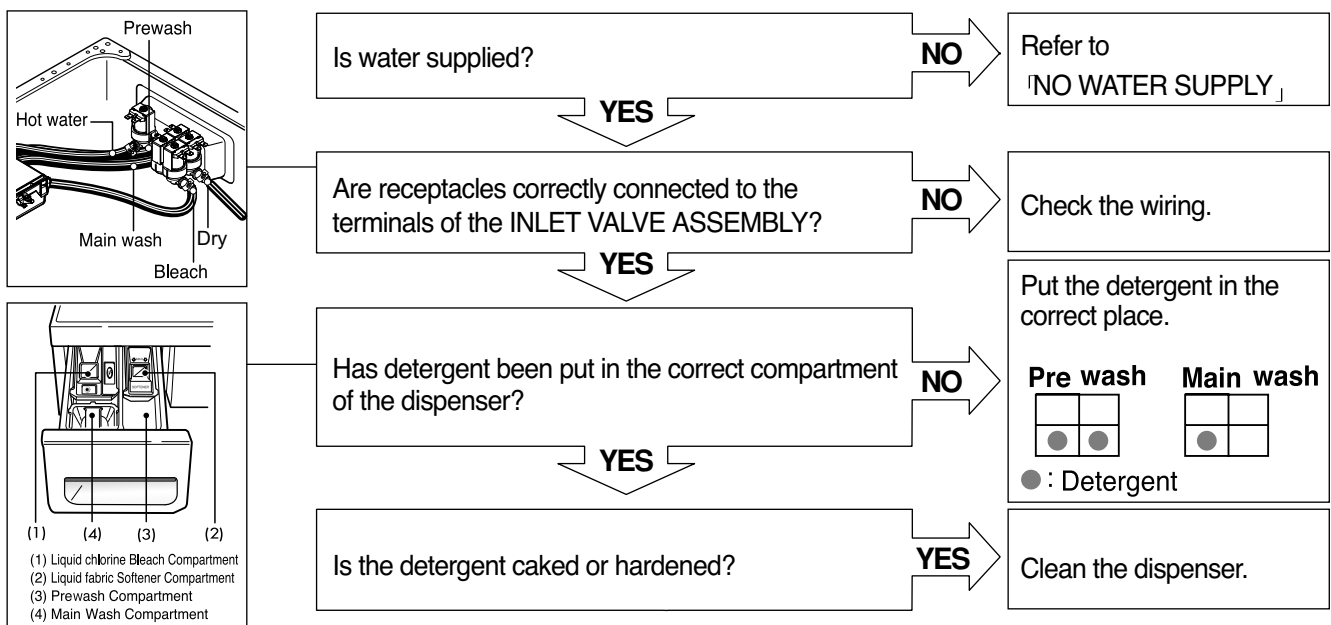 Prewash
Hot water
Main wash
Dry
Bleach
Is water supplied?
NO
Refer to
「NO WATER SUPPLY」
YES
Are receptacles correctly connected to the
terminals of the INLET VALVE ASSEMBLY?
NO
Check the wiring.
YES
Has detergent been put in the correct compartment
of the dispenser?
NO
Put the detergent in the
correct place.
Pre wash Main wash
: Detergent
YES
Is the detergent caked or hardened?
YES
Clean the dispenser.
SOFTENER
(1) (4) (3) (2)
(1) Liquid chlorine Bleach Compartment
(2) Liquid fabric Softener Compartment
(3) Prewash Compartment
(4) Main Wash Compartment